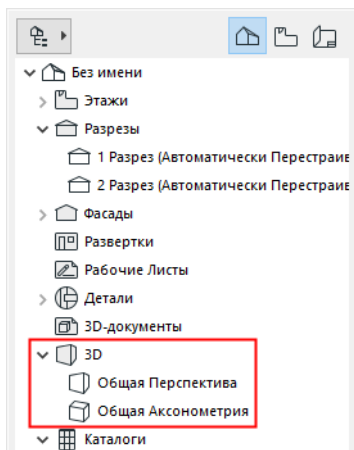 Без имени
Этажи
Разрезы
1 Разрез (Автоматически Перестраив
2 Разрез (Автоматически Перестраив
Фасады
Развертки
Рабочие Листы
Детали
3D-документы
3D
Общая Перспектива
Общая Аксонометрия
Каталоги